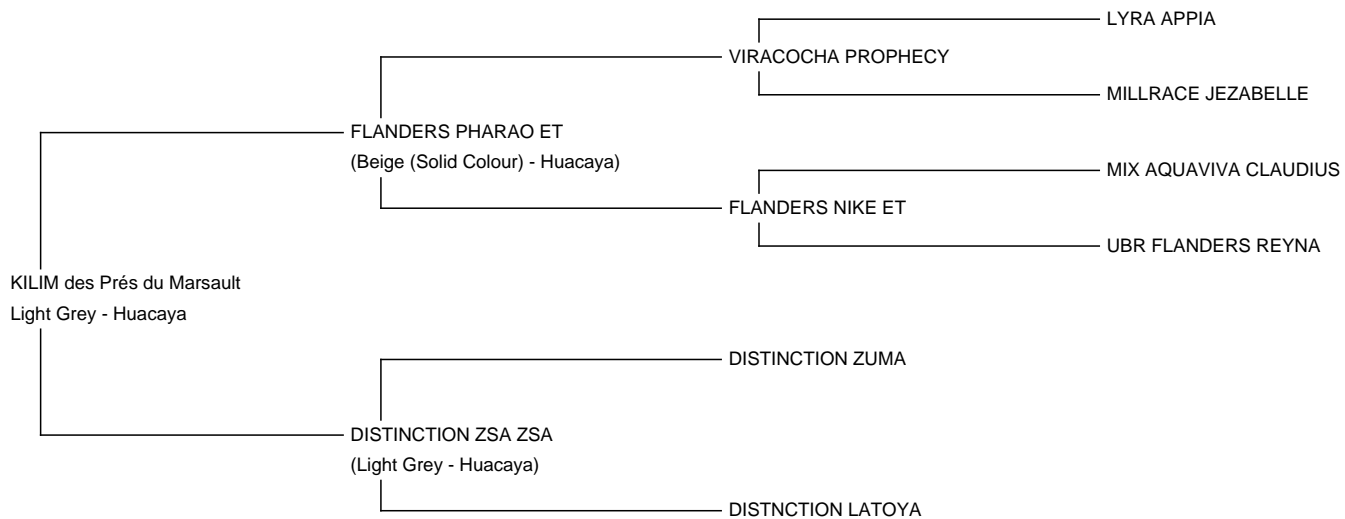 LYRA APPIA
VIRACOCHA PROPHECY
MILLRACE JEZABELLE
FLANDERS PHARAO ET
(Beige (Solid Colour) - Huacaya)
MIX AQUAVIVA CLAUDIUS
FLANDERS NIKE ET
UBR FLANDERS REYNA
KILIM des Prés du Marsault
Light Grey - Huacaya
DISTINCTION ZUMA
DISTINCTION ZSA ZSA
(Light Grey - Huacaya)
DISTNCTION LATOYA